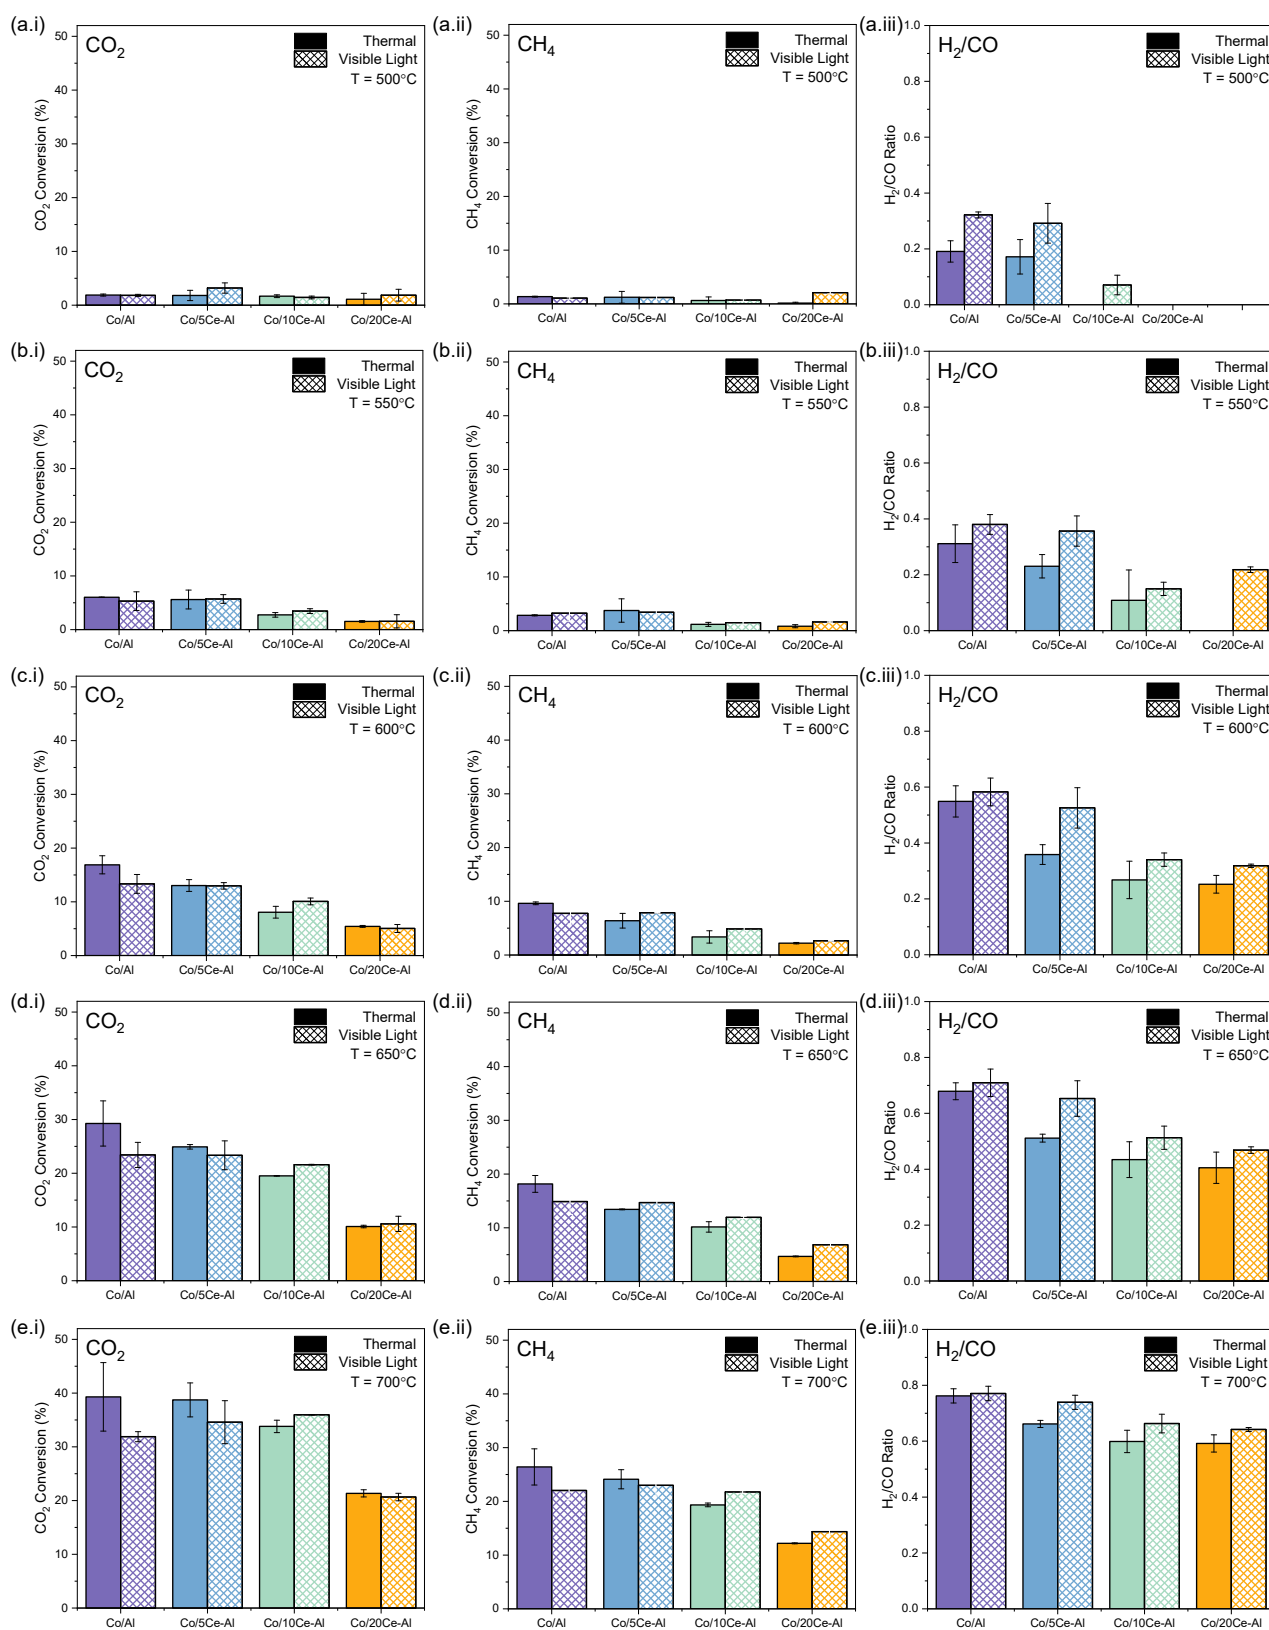 (a.i)
CO2
Thermal
Visible Light
T = 500°C
CO2 Conversion (%)
50
40
30
20
10
0
Co/Al Co/5Ce-Al Co/10Ce-Al Co/20Ce-Al
(a.ii)
CH4
Thermal
Visible Light
T = 500°C
CH4 Conversion (%)
50
40
30
20
10
0
Co/Al Co/5Ce-Al Co/10Ce-Al Co/20Ce-Al
(a.iii)
H2/CO
Thermal
Visible Light
T = 500°C
H2/CO Ratio
1.0
0.8
0.6
0.4
0.2
0.0
Co/Al Co/5Ce-Al Co/10Ce-Al Co/20Ce-Al
(b.i)
CO2
Thermal
Visible Light
T = 550°C
CO2 Conversion (%)
50
40
30
20
10
0
Co/Al Co/5Ce-Al Co/10Ce-Al Co/20Ce-Al
(b.ii)
CH4
Thermal
Visible Light
T = 550°C
CH4 Conversion (%)
50
40
30
20
10
0
Co/Al Co/5Ce-Al Co/10Ce-Al Co/20Ce-Al
(b.iii)
H2/CO
Thermal
Visible Light
T = 550°C
H2/CO Ratio
1.0
0.8
0.6
0.4
0.2
0.0
Co/Al Co/5Ce-Al Co/10Ce-Al Co/20Ce-Al
(c.i)
CO2
Thermal
Visible Light
T = 600°C
CO2 Conversion (%)
50
40
30
20
10
0
Co/Al Co/5Ce-Al Co/10Ce-Al Co/20Ce-Al
(c.ii)
CH4
Thermal
Visible Light
T = 600°C
CH4 Conversion (%)
50
40
30
20
10
0
Co/Al Co/5Ce-Al Co/10Ce-Al Co/20Ce-Al
(c.iii)
H2/CO
Thermal
Visible Light
T = 600°C
H2/CO Ratio
1.0
0.8
0.6
0.4
0.2
0.0
Co/Al Co/5Ce-Al Co/10Ce-Al Co/20Ce-Al
(d.i)
CO2
Thermal
Visible Light
T = 650°C
CO2 Conversion (%)
50
40
30
20
10
0
Co/Al Co/5Ce-Al Co/10Ce-Al Co/20Ce-Al
(d.ii)
CH4
Thermal
Visible Light
T = 650°C
CH4 Conversion (%)
50
40
30
20
10
0
Co/Al Co/5Ce-Al Co/10Ce-Al Co/20Ce-Al
(d.iii)
H2/CO
Thermal
Visible Light
T = 650°C
H2/CO Ratio
1.0
0.8
0.6
0.4
0.2
0.0
Co/Al Co/5Ce-Al Co/10Ce-Al Co/20Ce-Al
(e.i)
CO2
Thermal
Visible Light
T = 700°C
CO2 Conversion (%)
50
40
30
20
10
0
Co/Al Co/5Ce-Al Co/10Ce-Al Co/20Ce-Al
(e.ii)
CH4
Thermal
Visible Light
T = 700°C
CH4 Conversion (%)
50
40
30
20
10
0
Co/Al Co/5Ce-Al Co/10Ce-Al Co/20Ce-Al
(e.iii)
H2/CO
Thermal
Visible Light
T = 700°C
H2/CO Ratio
1.0
0.8
0.6
0.4
0.2
0.0
Co/Al Co/5Ce-Al Co/10Ce-Al Co/20Ce-Al